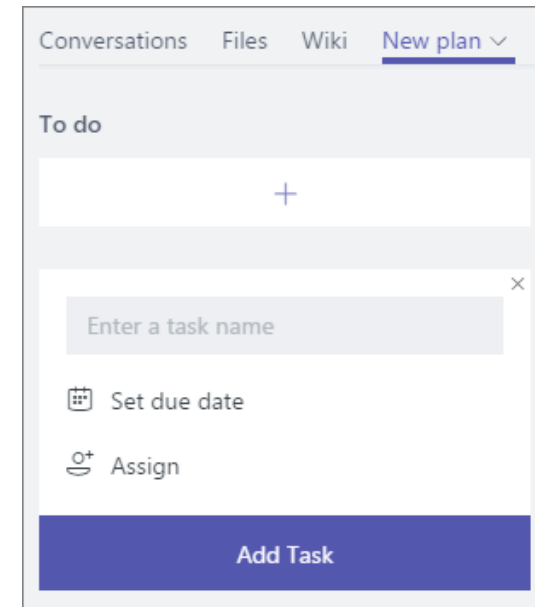 Conversations Files Wiki New plan
To do
Enter a task name
Set due date
Assign
Add Task